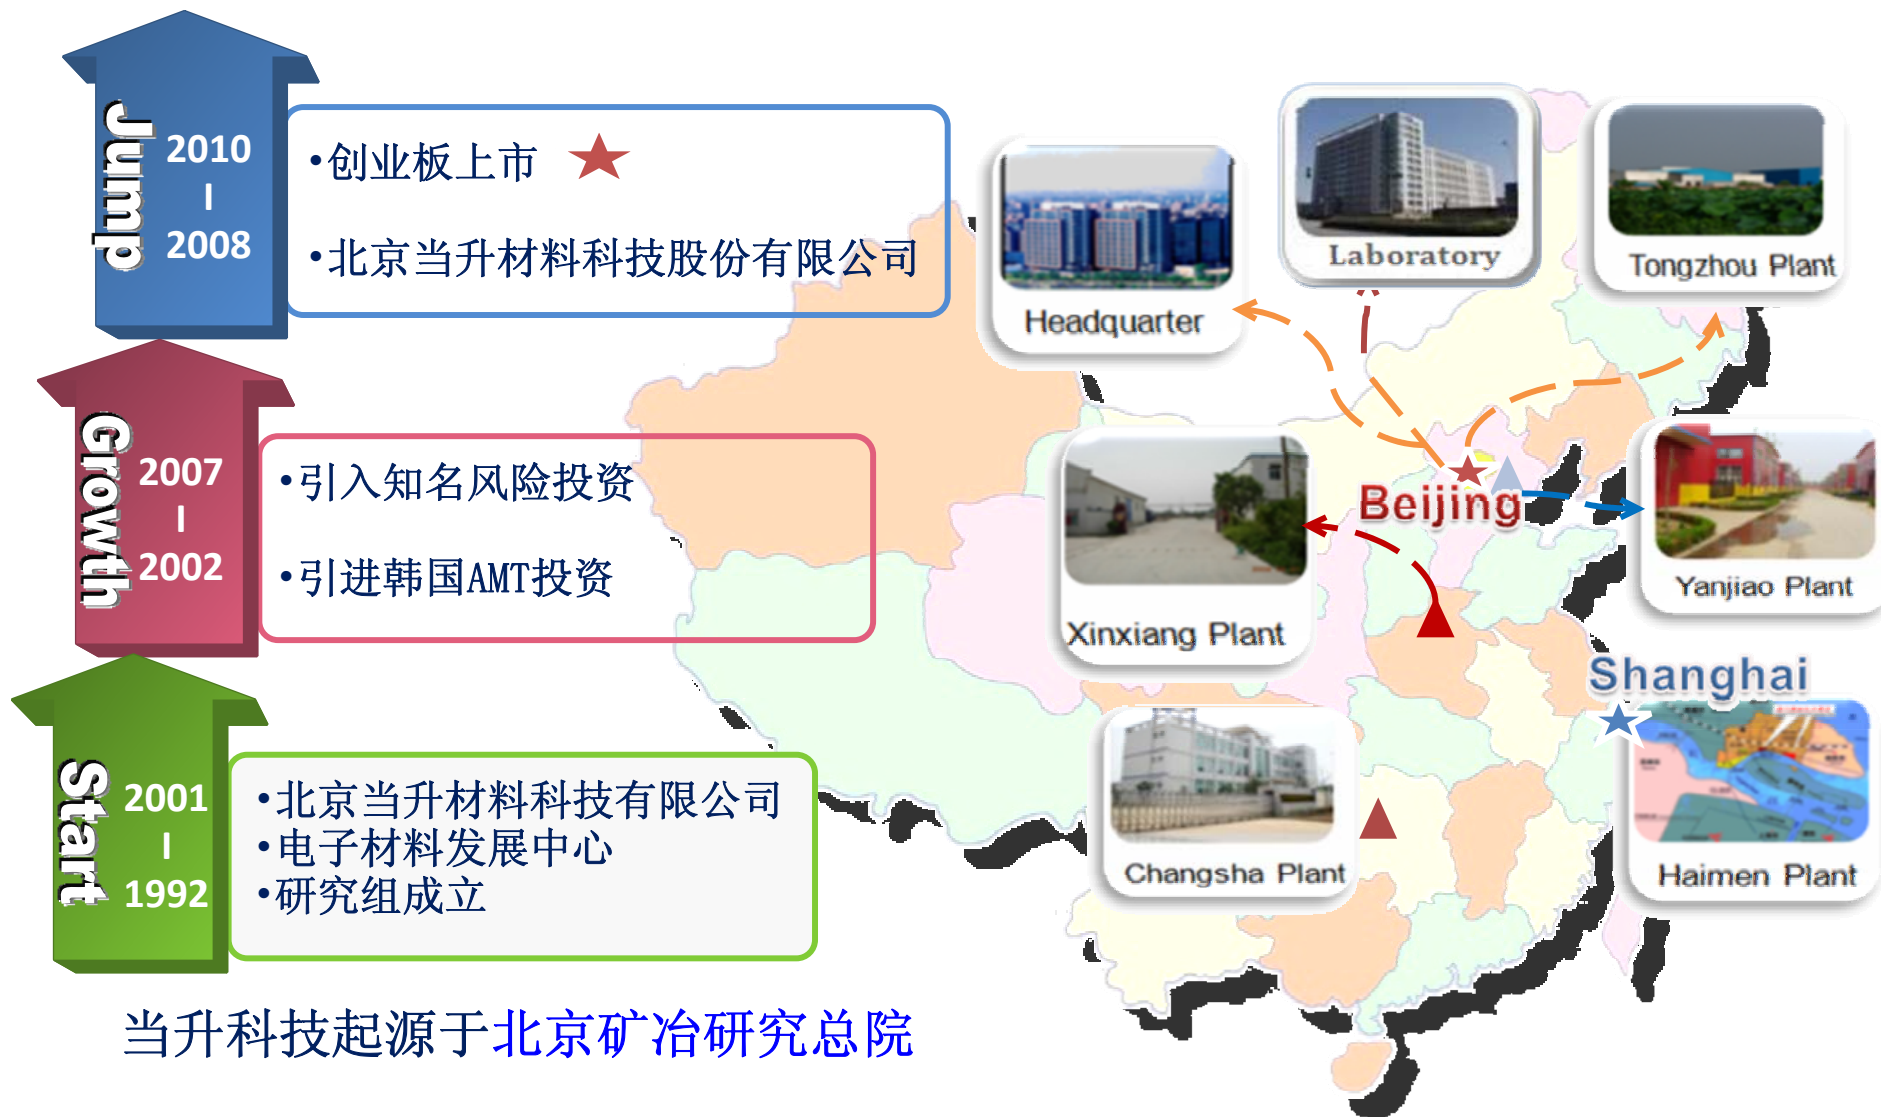 Jump
2010
|
2008
•创业板上市
•北京当升材料科技股份有限公司
Growth
2007
|
2002
•引入知名风险投资
•引进韩国AMT投资
Start
2001
|
1992
•北京当升材料科技有限公司
•电子材料发展中心
•研究组成立
当升科技起源于北京矿冶研究总院
Headquarter
Laboratory
Tongzhou Plant
Xinxiang Plant
Beijing
Yanjiao Plant
Shanghai
Changsha Plant
Haimen Plant